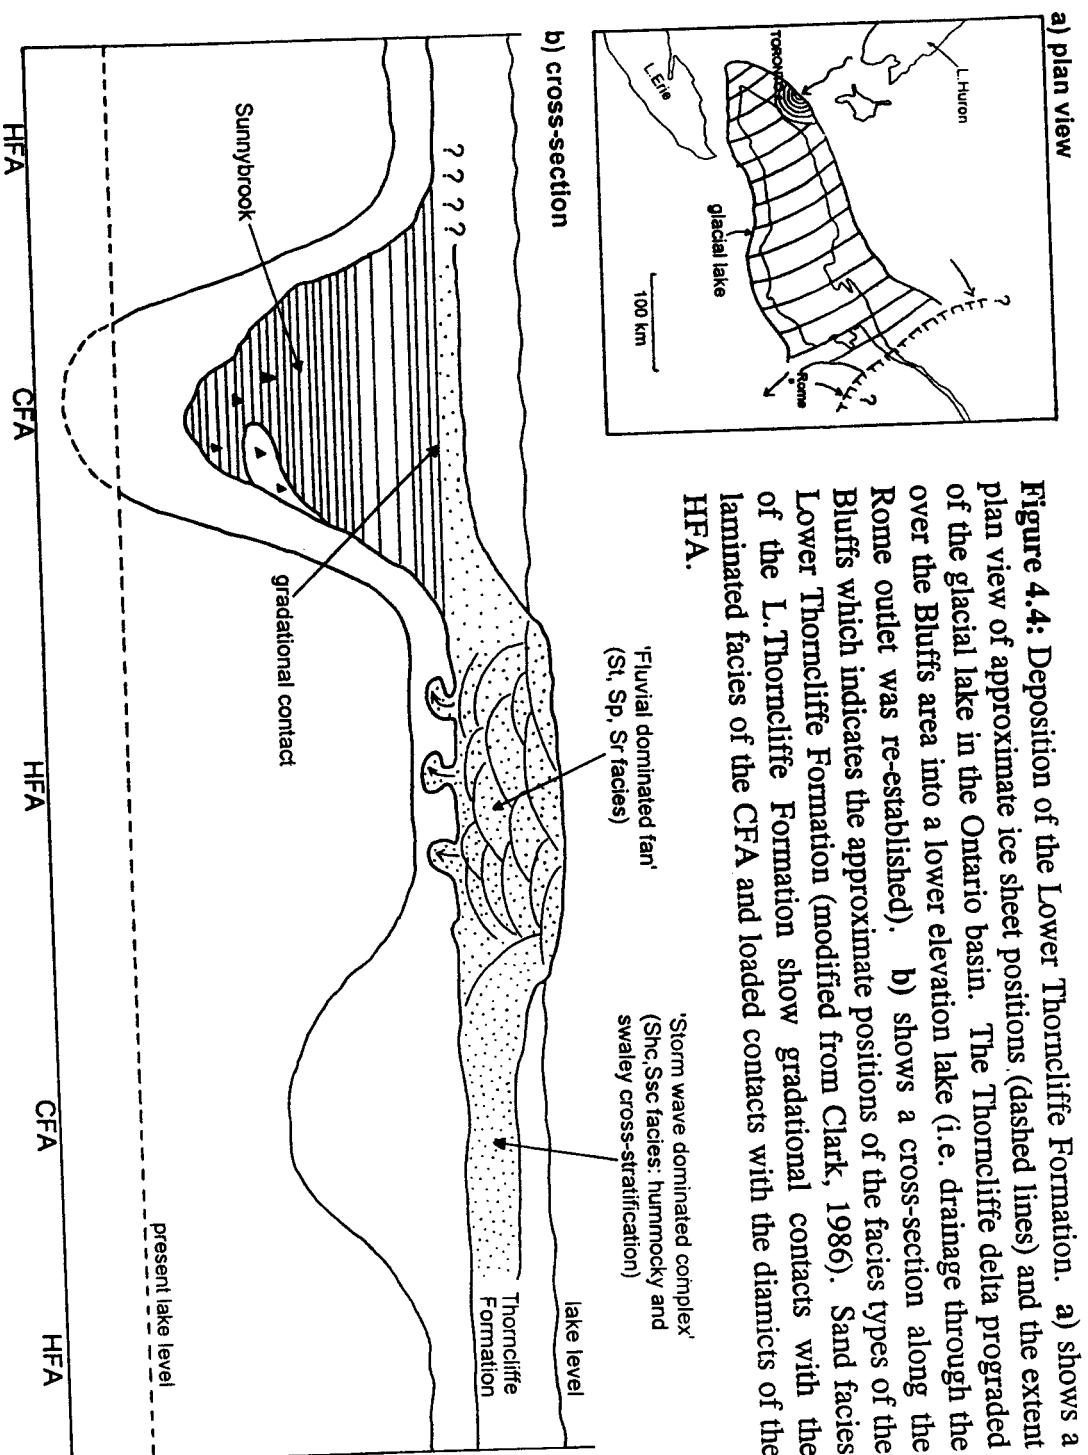 a) plan view
L.Huron
TORONTO
L.Erie
glacial lake
100 km
Rome
?
?
Figure 4.4: Deposition of the Lower Thorncliffe Formation. a) shows a
plan view of approximate ice sheet positions (dashed lines) and the extent
of the glacial lake in the Ontario basin. The Thorncliffe delta prograded
over the Bluffs area into a lower elevation lake (i.e. drainage through the
Rome outlet was re-established). b) shows a cross-section along the
Bluffs which indicates the approximate positions of the facies types of the
Lower Thorncliffe Formation (modified from Clark, 1986). Sand facies
of the L.Thorncliffe Formation show gradational contacts with the
laminated facies of the CFA and loaded contacts with the diamicts of the
HFA.
b) cross-section
? ? ? ?
Sunnybrook
gradational contact
'Fluvial dominated fan'
(St, Sp, Sr facies)
'Storm wave dominated complex'
(Shc,Ssc facies: hummocky and
swaley cross-stratification)
lake level
Thorncliffe
Formation
present lake level
HFA
CFA
HFA
CFA
HFA